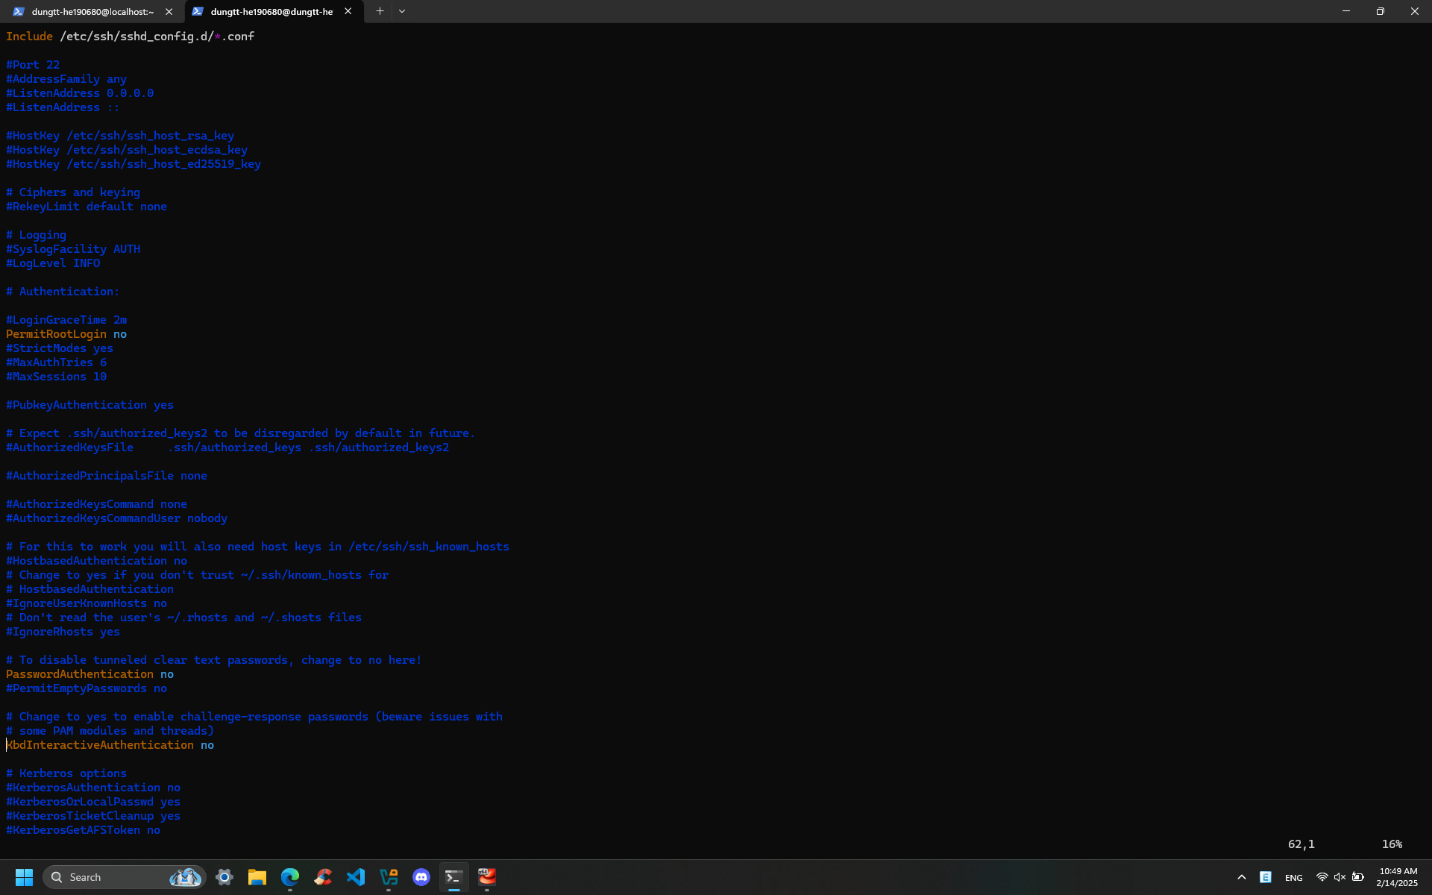 dungtt-he190680@localhost:~
dungtt-he190680@dungtt-he
Include /etc/ssh/sshd_config.d/*.conf
#Port 22
#AddressFamily any
#ListenAddress 0.0.0.0
#ListenAddress ::
#HostKey /etc/ssh/ssh_host_rsa_key
#HostKey /etc/ssh/ssh_host_ecdsa_key
#HostKey /etc/ssh/ssh_host_ed25519_key
# Ciphers and keying
#RekeyLimit default none
# Logging
#SyslogFacility AUTH
#LogLevel INFO
# Authentication:
#LoginGraceTime 2m
PermitRootLogin no
#StrictModes yes
#MaxAuthTries 6
#MaxSessions 10
#PubkeyAuthentication yes
# Expect .ssh/authorized_keys2 to be disregarded by default in future.
#AuthorizedKeysFile     .ssh/authorized_keys .ssh/authorized_keys2
#AuthorizedPrincipalsFile none
#AuthorizedKeysCommand none
#AuthorizedKeysCommandUser nobody
# For this to work you will also need host keys in /etc/ssh/ssh_known_hosts
#HostbasedAuthentication no
# Change to yes if you don't trust ~/.ssh/known_hosts for
# HostbasedAuthentication
#IgnoreUserKnownHosts no
# Don't read the user's ~/.rhosts and ~/.shosts files
#IgnoreRhosts yes
# To disable tunneled clear text passwords, change to no here!
PasswordAuthentication no
#PermitEmptyPasswords no
# Change to yes to enable challenge-response passwords (beware issues with
# some PAM modules and threads)
KbdInteractiveAuthentication no
# Kerberos options
#KerberosAuthentication no
#KerberosOrLocalPasswd yes
#KerberosTicketCleanup yes
#KerberosGetAFSToken no
62,1 16%
Search
ENG
10:49 AM
2/14/2025